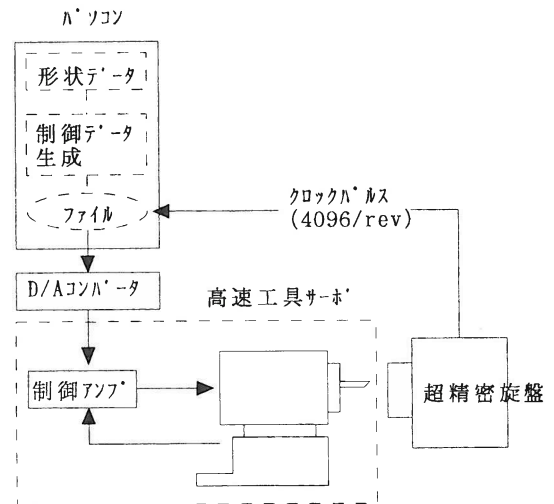 パソコン
形状データ
制御データ
生成
ファイル
クロックパルス
(4096/rev)
D/Aコンバータ
高速工具サーボ
制御アンプ
超精密旋盤